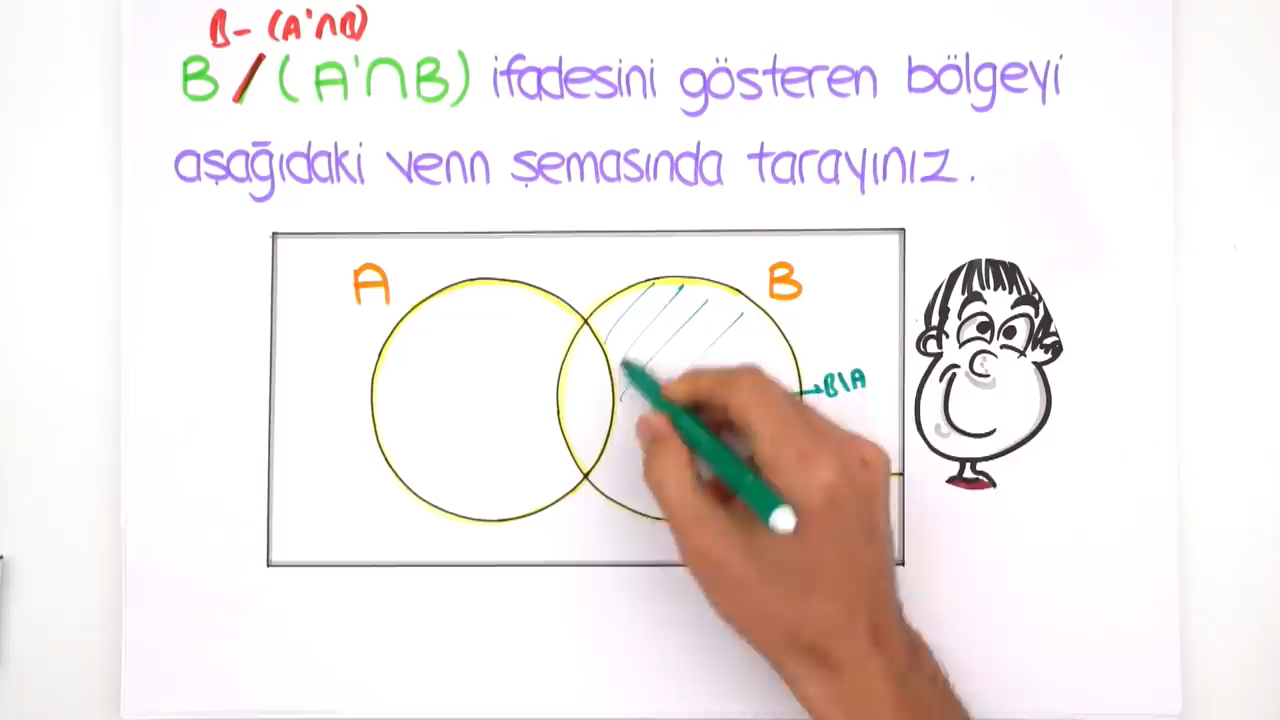 B- (A'∩B)
B / (A'∩B) ifadesini gösteren bölgeyi
aşağıdaki venn şemasında tarayınız.
A
B
B\A